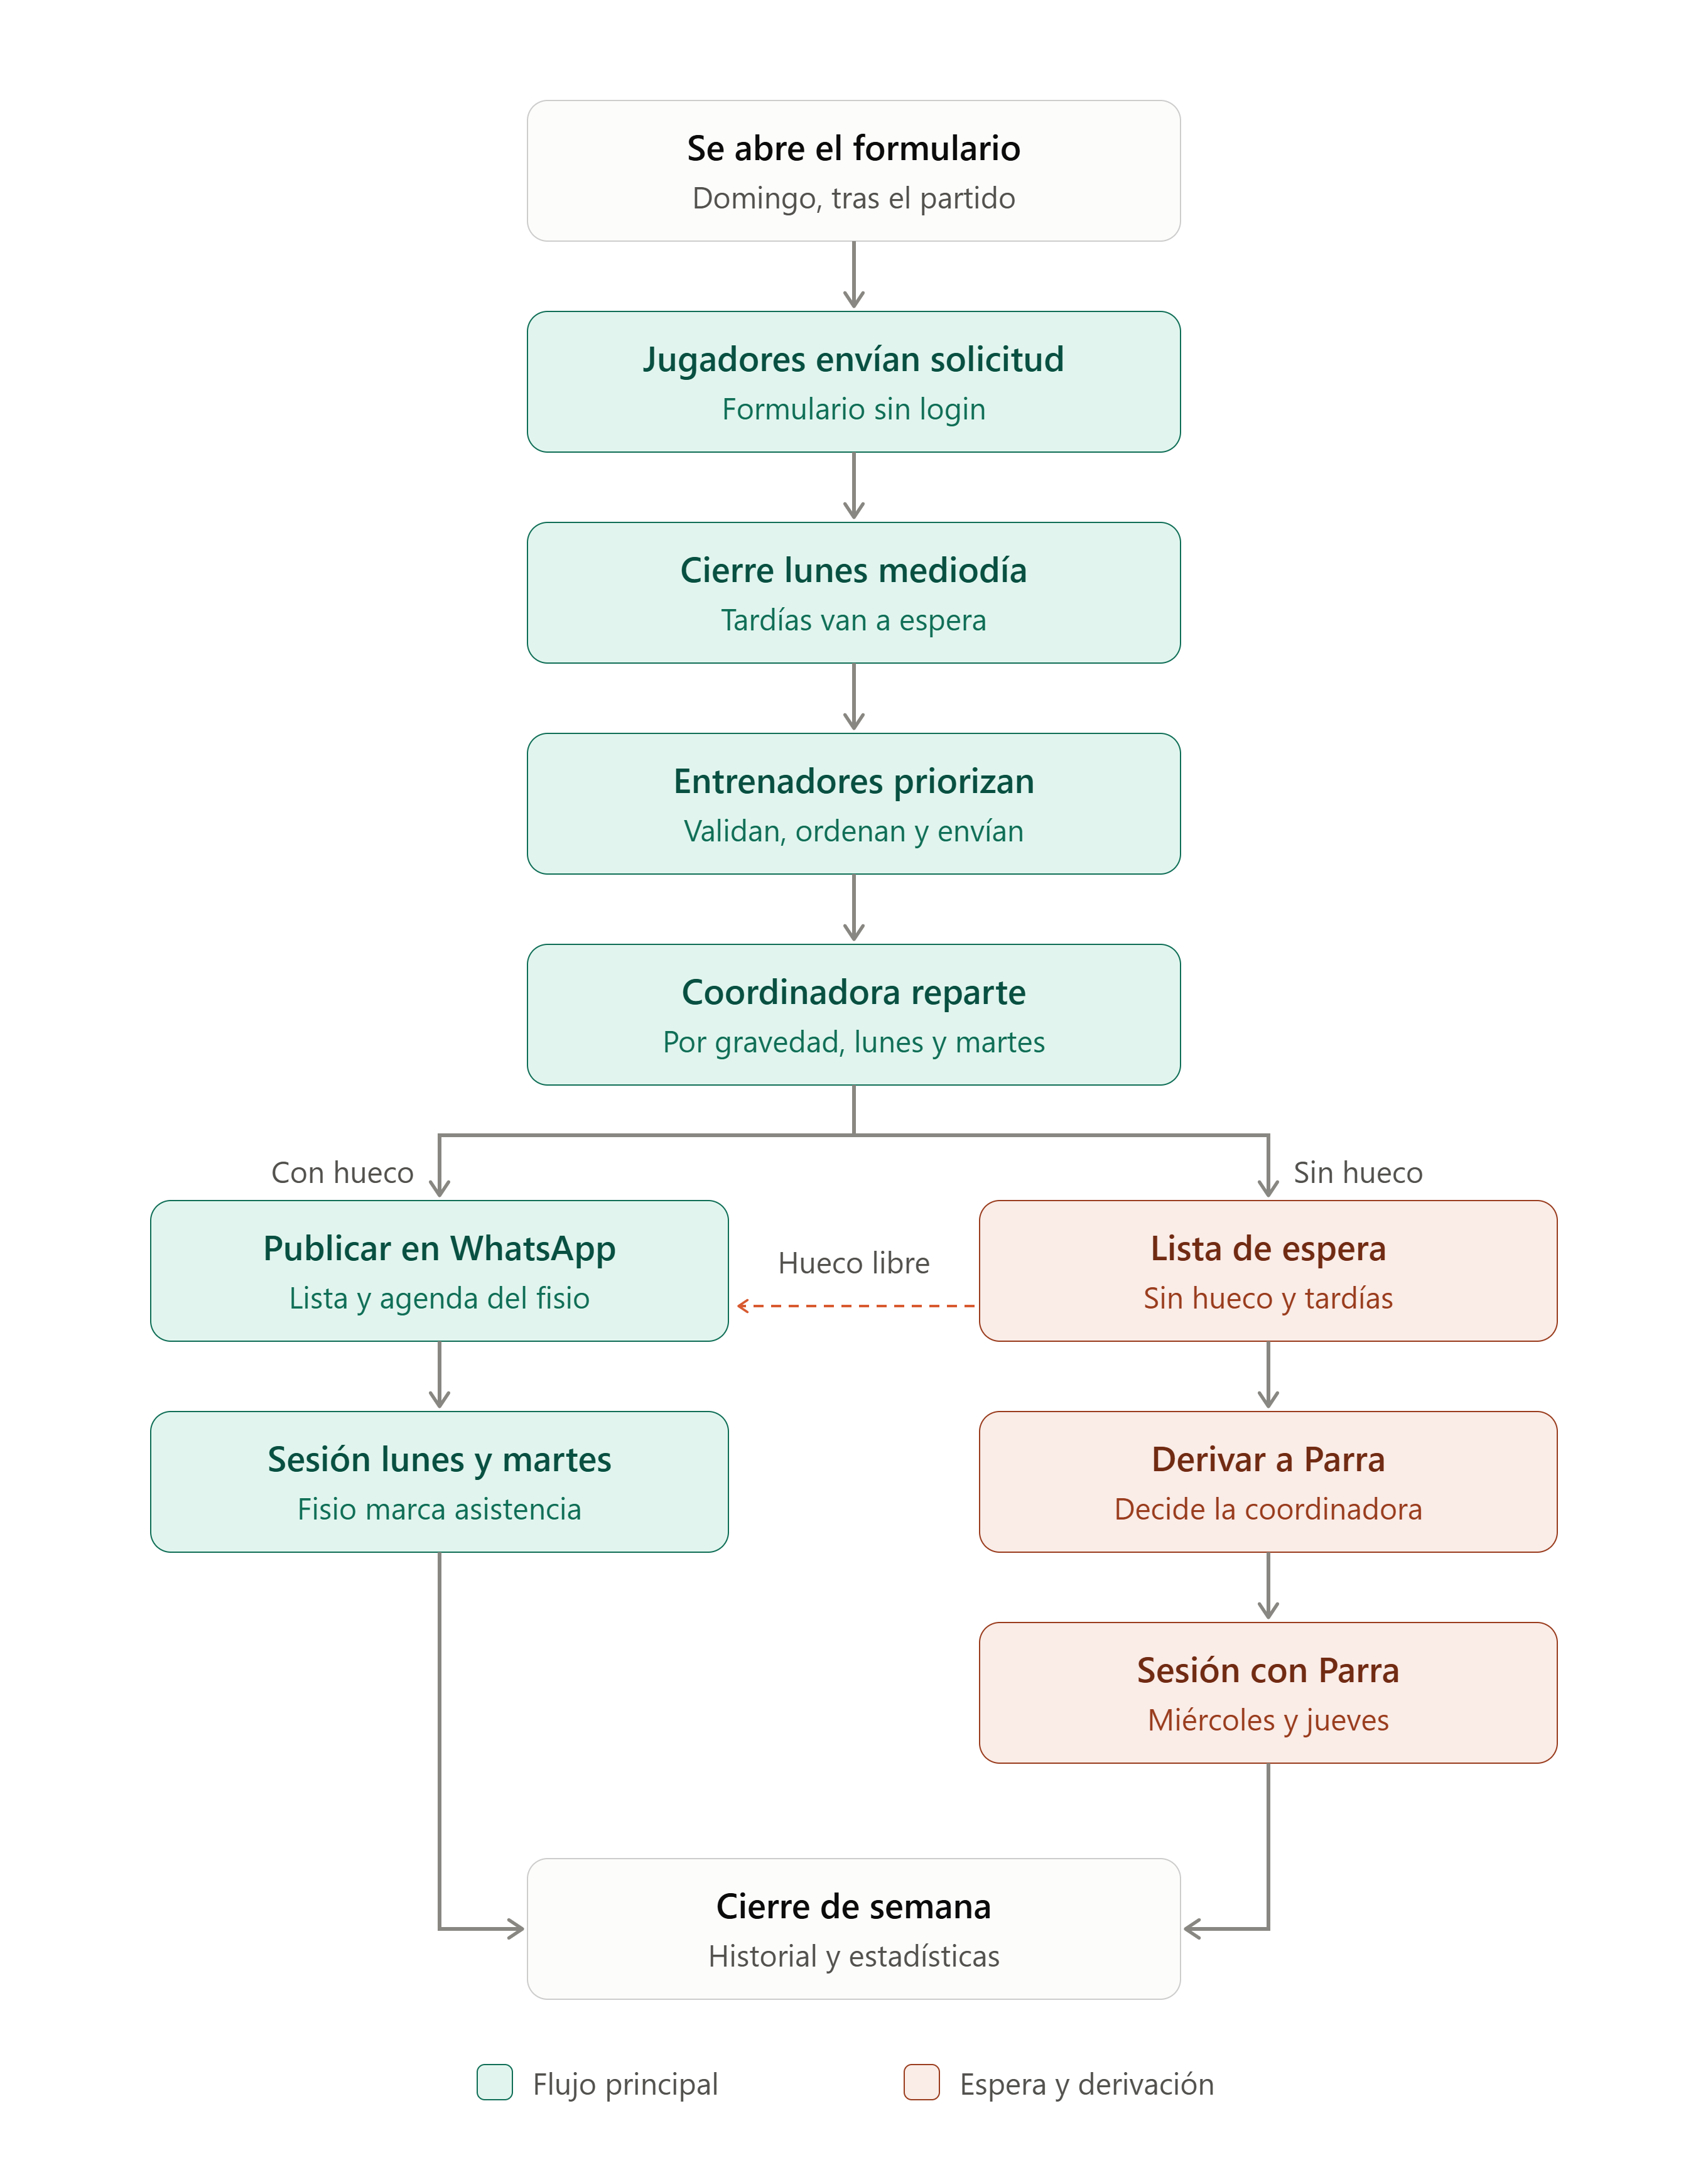 Se abre el formulario
Domingo, tras el partido
Jugadores envían solicitud
Formulario sin login
Cierre lunes mediodía
Tardías van a espera
Entrenadores priorizan
Validan, ordenan y envían
Coordinadora reparte
Por gravedad, lunes y martes
Con hueco
Sin hueco
Publicar en WhatsApp
Lista y agenda del fisio
Hueco libre
Lista de espera
Sin hueco y tardías
Sesión lunes y martes
Fisio marca asistencia
Derivar a Parra
Decide la coordinadora
Sesión con Parra
Miércoles y jueves
Cierre de semana
Historial y estadísticas
Flujo principal
Espera y derivación